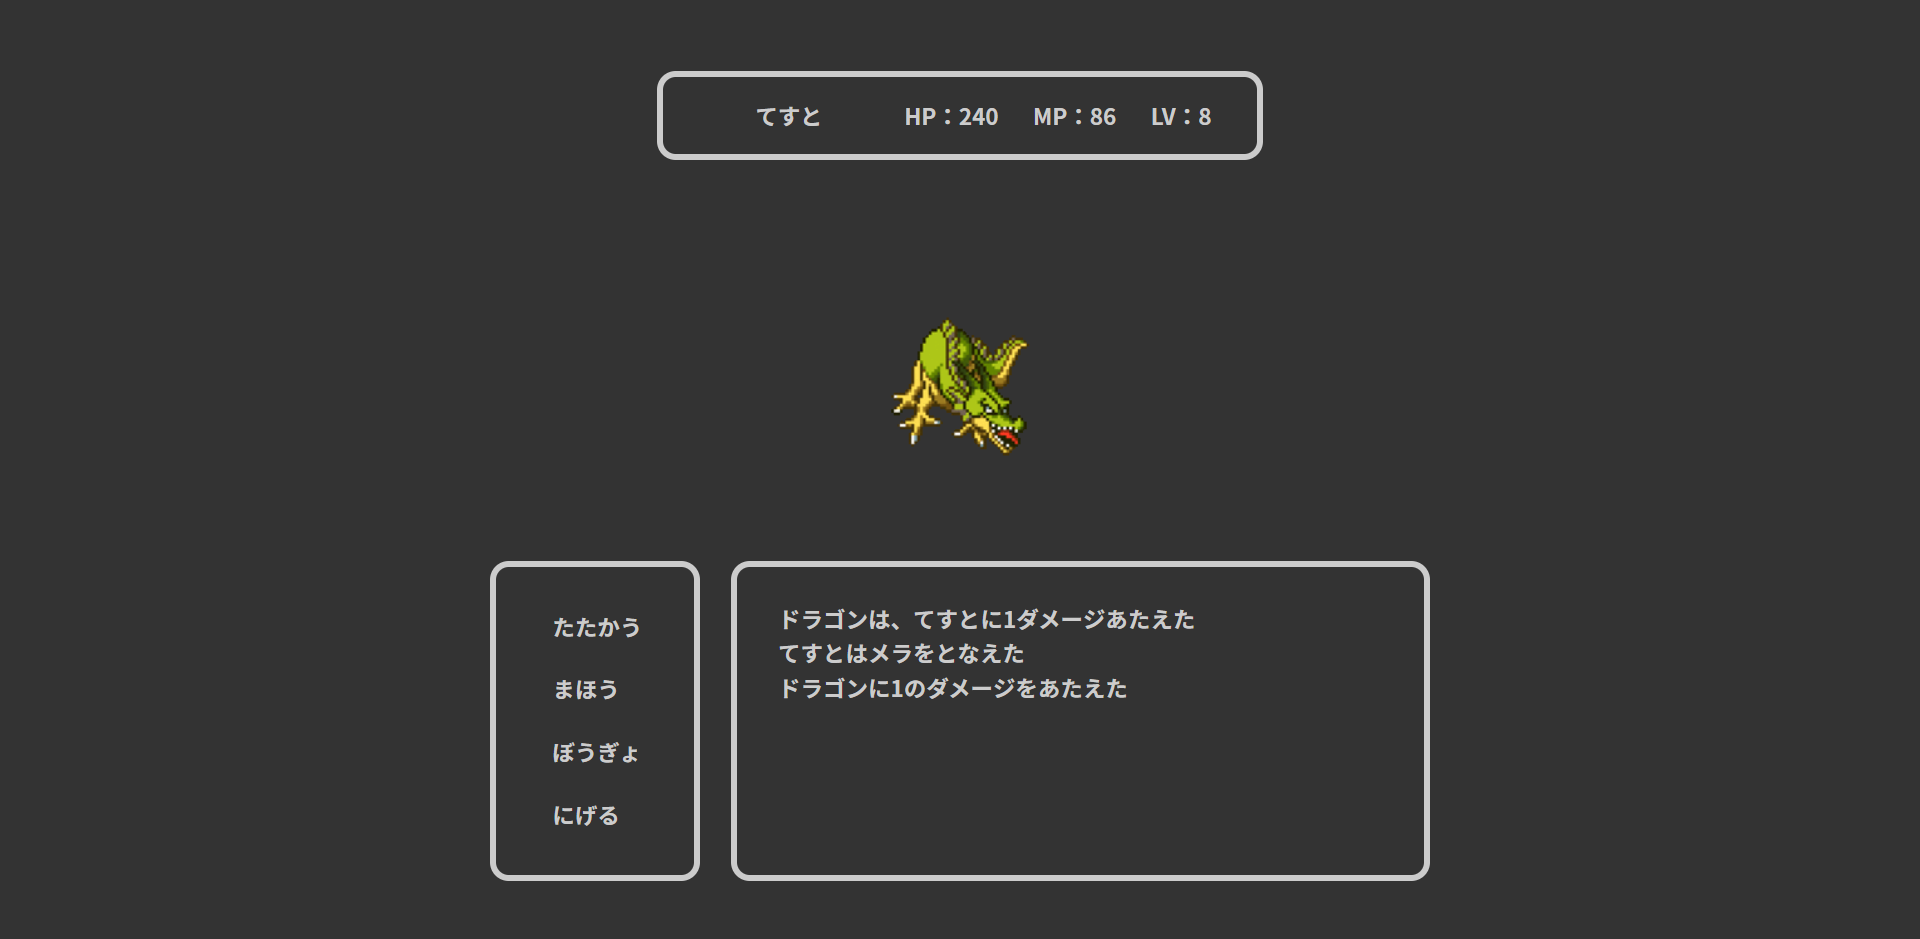 てすと HP：240 MP：86 LV：8
たたかう
まほう
ぼうぎょ
にげる
ドラゴンは、てすとに1ダメージあたえた
てすとはメラをとなえた
ドラゴンに1のダメージをあたえた